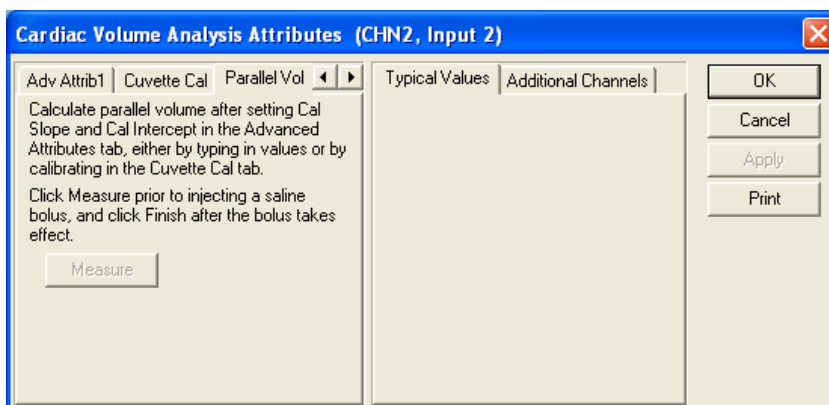 Cardiac Volume Analysis Attributes (CHN2, Input 2)
Adv Attrib1 Cuvette Cal Parallel Vol
Calculate parallel volume after setting Cal
Slope and Cal Intercept in the Advanced
Attributes tab, either by typing in values or by
calibrating in the Cuvette Cal tab.
Click Measure prior to injecting a saline
bolus, and click Finish after the bolus takes
effect.
Measure
Typical Values Additional Channels
OK
Cancel
Apply
Print